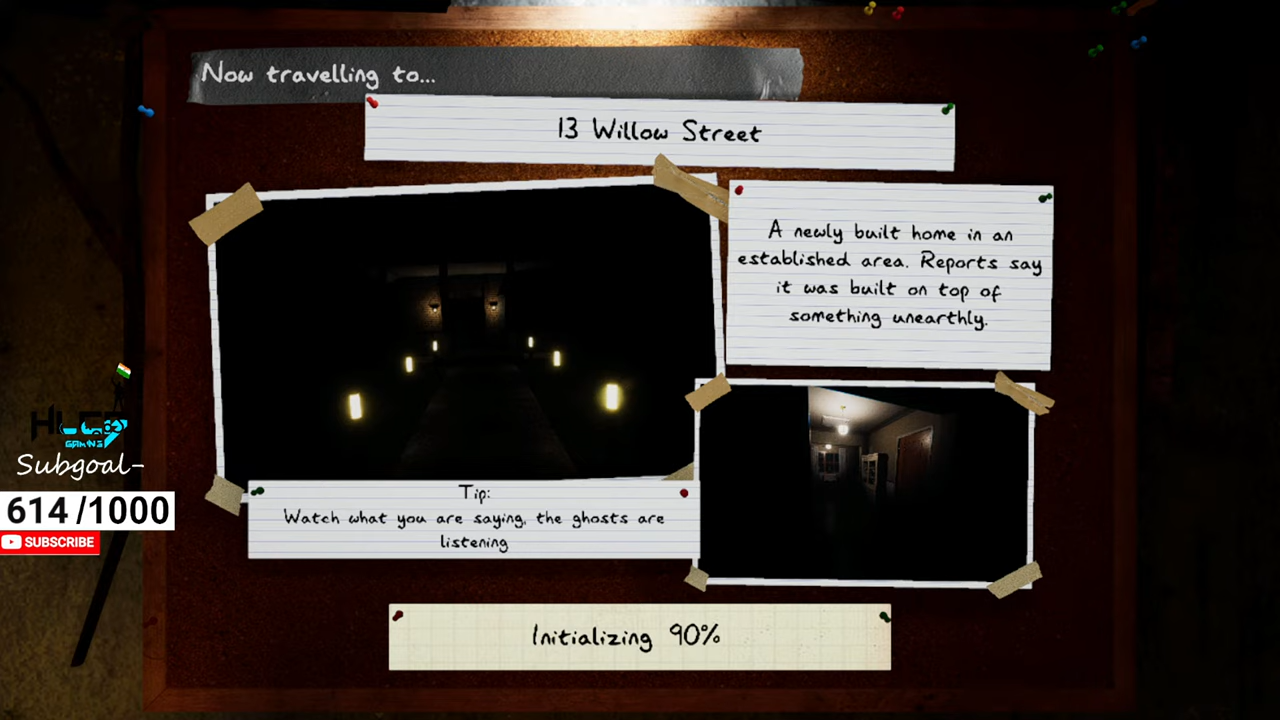 Now travelling to...
13 Willow Street
A newly built home in an
established area. Reports say
it was built on top of
something unearthly.
Tip:
Watch what you are saying, the ghosts are
listening
Initializing 90%
GAMING
Subgoal-
614 /1000
SUBSCRIBE